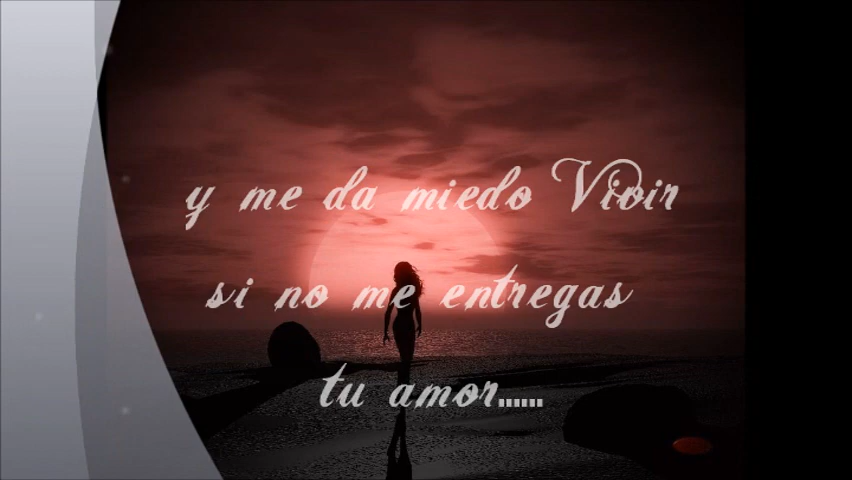 y me da miedo Vivir
si no me entregas
tu amor......